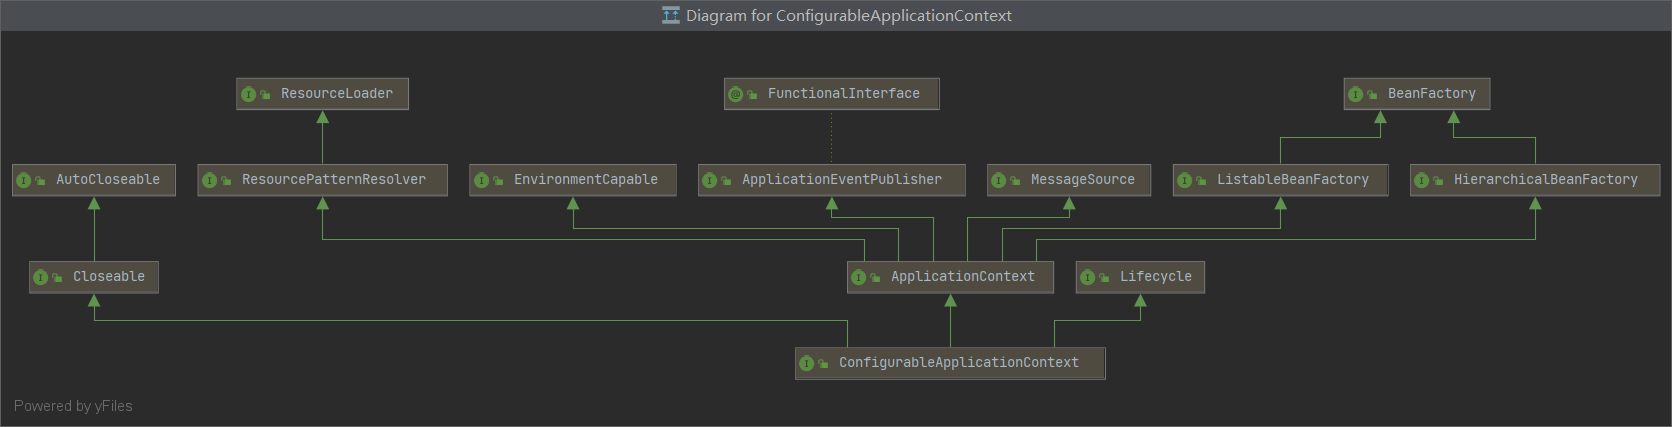 Diagram for ConfigurableApplicationContext
ResourceLoader
FunctionalInterface
BeanFactory
AutoCloseable
ResourcePatternResolver
EnvironmentCapable
ApplicationEventPublisher
MessageSource
ListableBeanFactory
HierarchicalBeanFactory
Closeable
ApplicationContext
Lifecycle
ConfigurableApplicationContext
Powered by yFiles